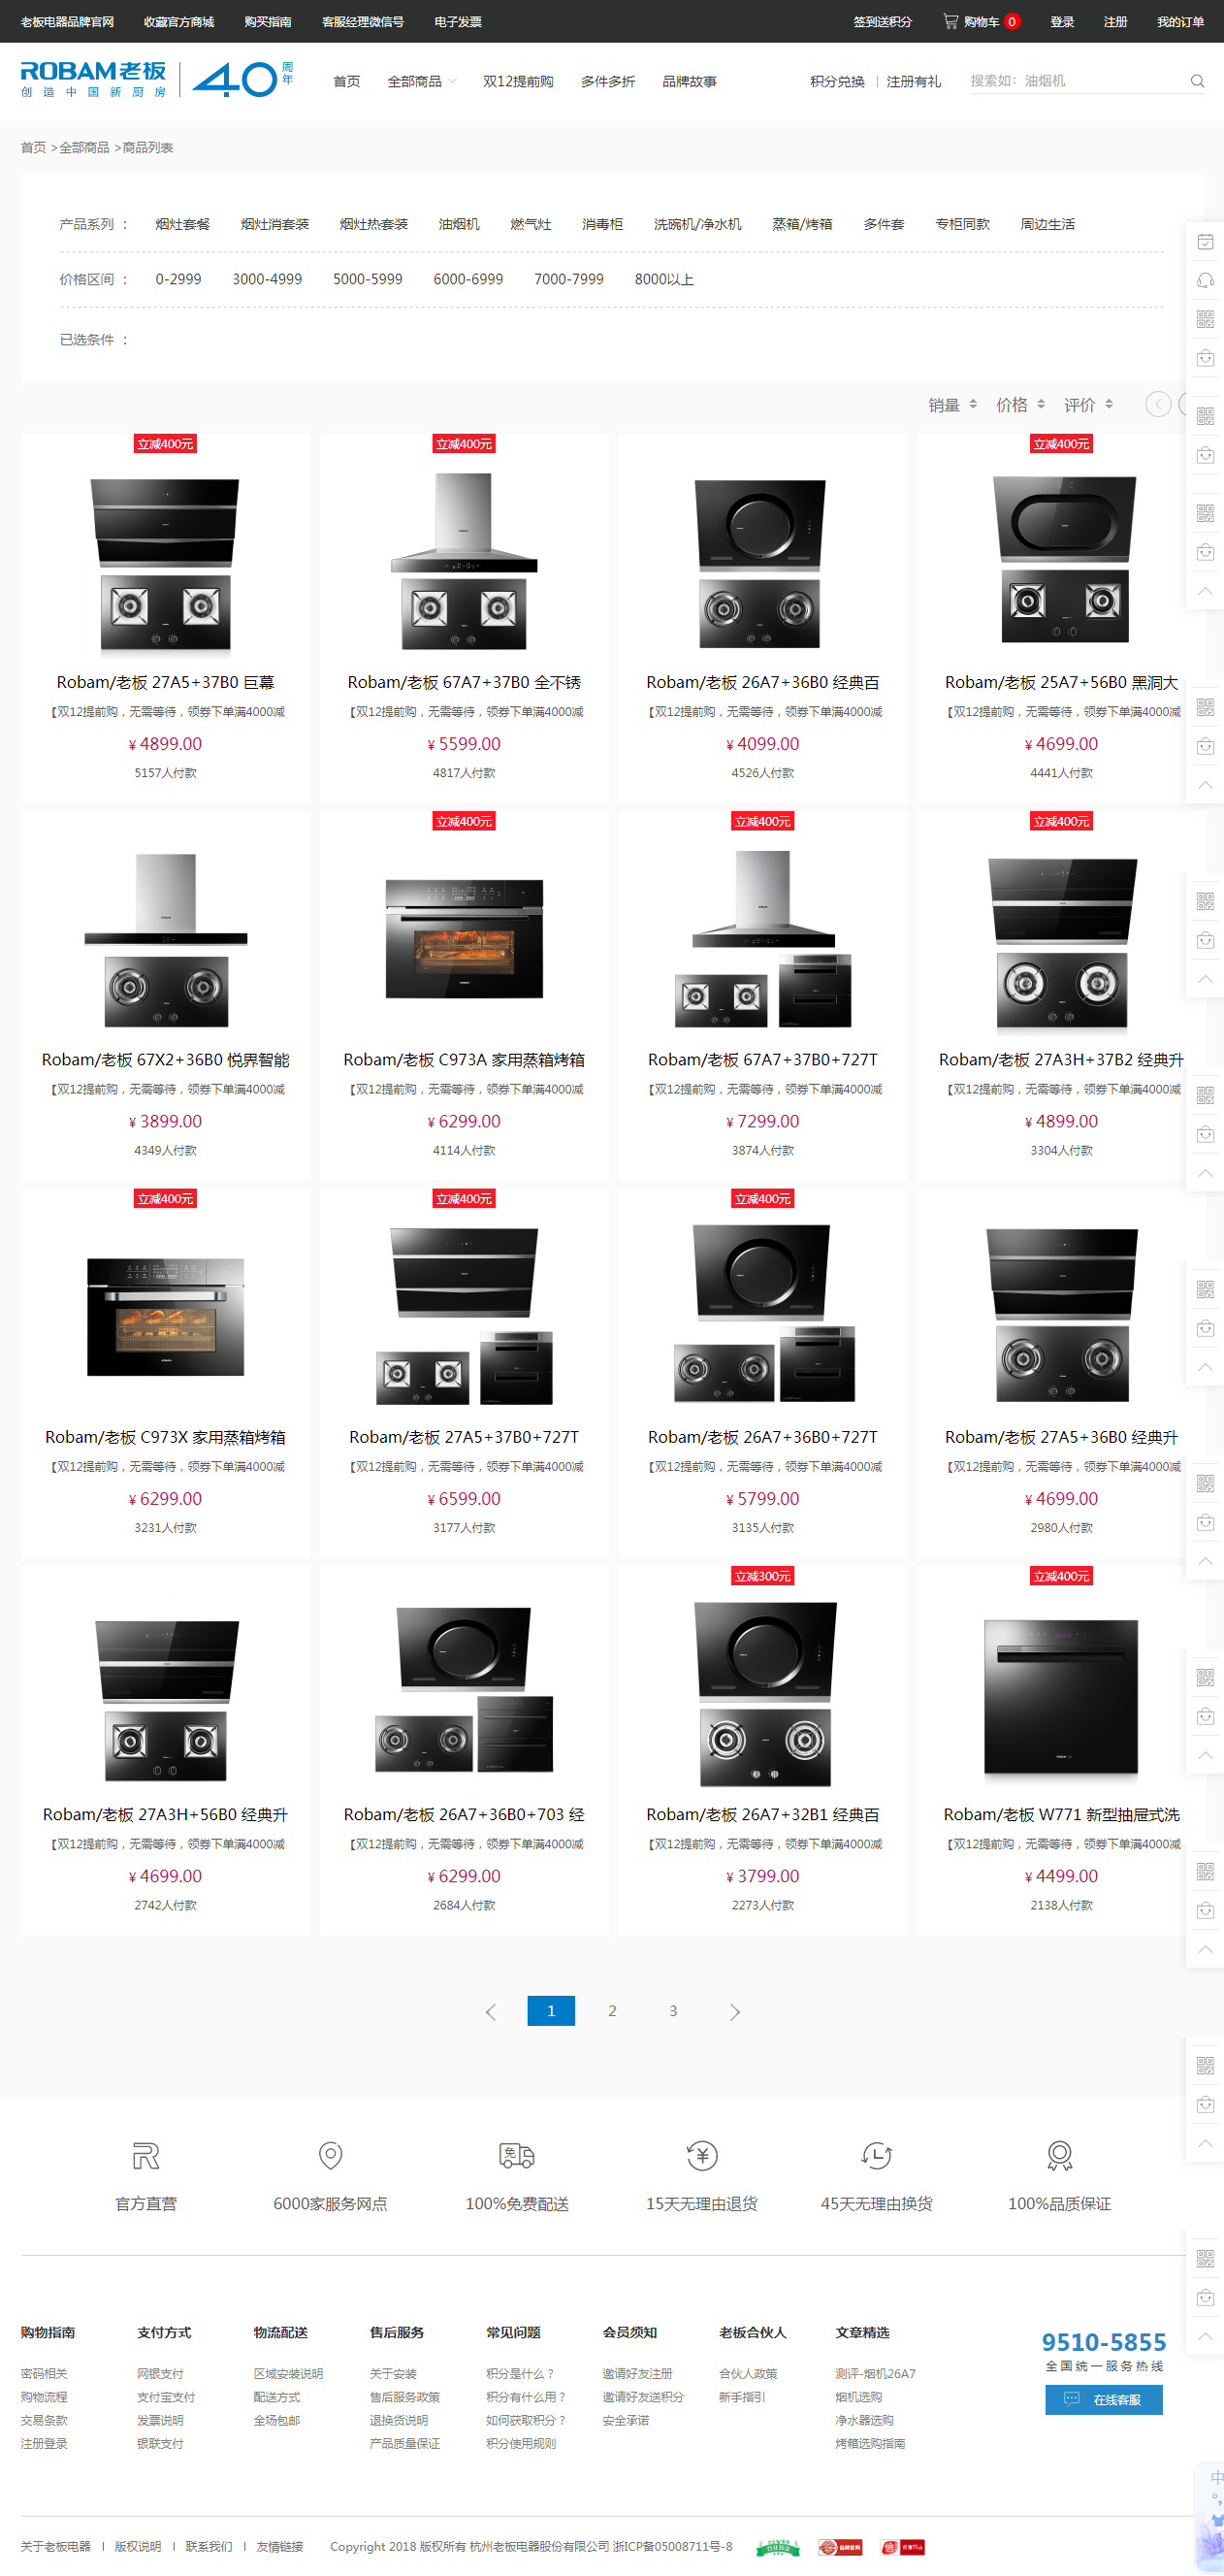 老板电器品牌官网 收藏官方商城 购买指南 客服经理微信号 电子发票 签到送积分 购物车 0 登录 注册 我的订单
ROBAM老板 创造中国新厨房 40周年 首页 全部商品 双12提前购 多件多折 品牌故事 积分兑换 | 注册有礼 搜索如：油烟机
首页 >全部商品 >商品列表
产品系列 ： 烟灶套餐 烟灶消套装 烟灶热套装 油烟机 燃气灶 消毒柜 洗碗机/净水机 蒸箱/烤箱 多件套 专柜同款 周边生活
价格区间 ： 0-2999 3000-4999 5000-5999 6000-6999 7000-7999 8000以上
已选条件 ：
销量 价格 评价
立减400元 立减400元 立减400元
Robam/老板 27A5+37B0 巨幕 Robam/老板 67A7+37B0 全不锈 Robam/老板 26A7+36B0 经典百 Robam/老板 25A7+56B0 黑洞大
【双12提前购，无需等待，领券下单满4000减 【双12提前购，无需等待，领券下单满4000减 【双12提前购，无需等待，领券下单满4000减 【双12提前购，无需等待，领券下单满4000减
¥ 4899.00 ¥ 5599.00 ¥ 4099.00 ¥ 4699.00
5157人付款 4817人付款 4526人付款 4441人付款
立减400元 立减400元 立减400元
Robam/老板 67X2+36B0 悦界智能 Robam/老板 C973A 家用蒸箱烤箱 Robam/老板 67A7+37B0+727T Robam/老板 27A3H+37B2 经典升
【双12提前购，无需等待，领券下单满4000减 【双12提前购，无需等待，领券下单满4000减 【双12提前购，无需等待，领券下单满4000减 【双12提前购，无需等待，领券下单满4000减
¥ 3899.00 ¥ 6299.00 ¥ 7299.00 ¥ 4899.00
4349人付款 4114人付款 3874人付款 3304人付款
立减400元 立减400元 立减400元
Robam/老板 C973X 家用蒸箱烤箱 Robam/老板 27A5+37B0+727T Robam/老板 26A7+36B0+727T Robam/老板 27A5+36B0 经典升
【双12提前购，无需等待，领券下单满4000减 【双12提前购，无需等待，领券下单满4000减 【双12提前购，无需等待，领券下单满4000减 【双12提前购，无需等待，领券下单满4000减
¥ 6299.00 ¥ 6599.00 ¥ 5799.00 ¥ 4699.00
3231人付款 3177人付款 3135人付款 2980人付款
立减300元 立减400元
Robam/老板 27A3H+56B0 经典升 Robam/老板 26A7+36B0+703 经 Robam/老板 26A7+32B1 经典百 Robam/老板 W771 新型抽屉式洗
【双12提前购，无需等待，领券下单满4000减 【双12提前购，无需等待，领券下单满4000减 【双12提前购，无需等待，领券下单满4000减 【双12提前购，无需等待，领券下单满4000减
¥ 4699.00 ¥ 6299.00 ¥ 3799.00 ¥ 4499.00
2742人付款 2684人付款 2273人付款 2138人付款
1 2 3
官方直营 6000家服务网点 100%免费配送 15天无理由退货 45天无理由换货 100%品质保证
购物指南 支付方式 物流配送 售后服务 常见问题 会员须知 老板合伙人 文章精选 9510-5855
全国统一服务热线
密码相关 网银支付 区域安装说明 关于安装 积分是什么？ 邀请好友注册 合伙人政策 测评-烟机26A7
购物流程 支付宝支付 配送方式 售后服务政策 积分有什么用？ 邀请好友送积分 新手指引 烟机选购 在线客服
交易条款 发票说明 全场包邮 退换货说明 如何获取积分？ 安全承诺 净水器选购
注册登录 银联支付 产品质量保证 积分使用规则 烤箱选购指南
中
关于老板电器 | 版权说明 | 联系我们 | 友情链接 Copyright 2018 版权所有 杭州老板电器股份有限公司 浙ICP备05008711号-8